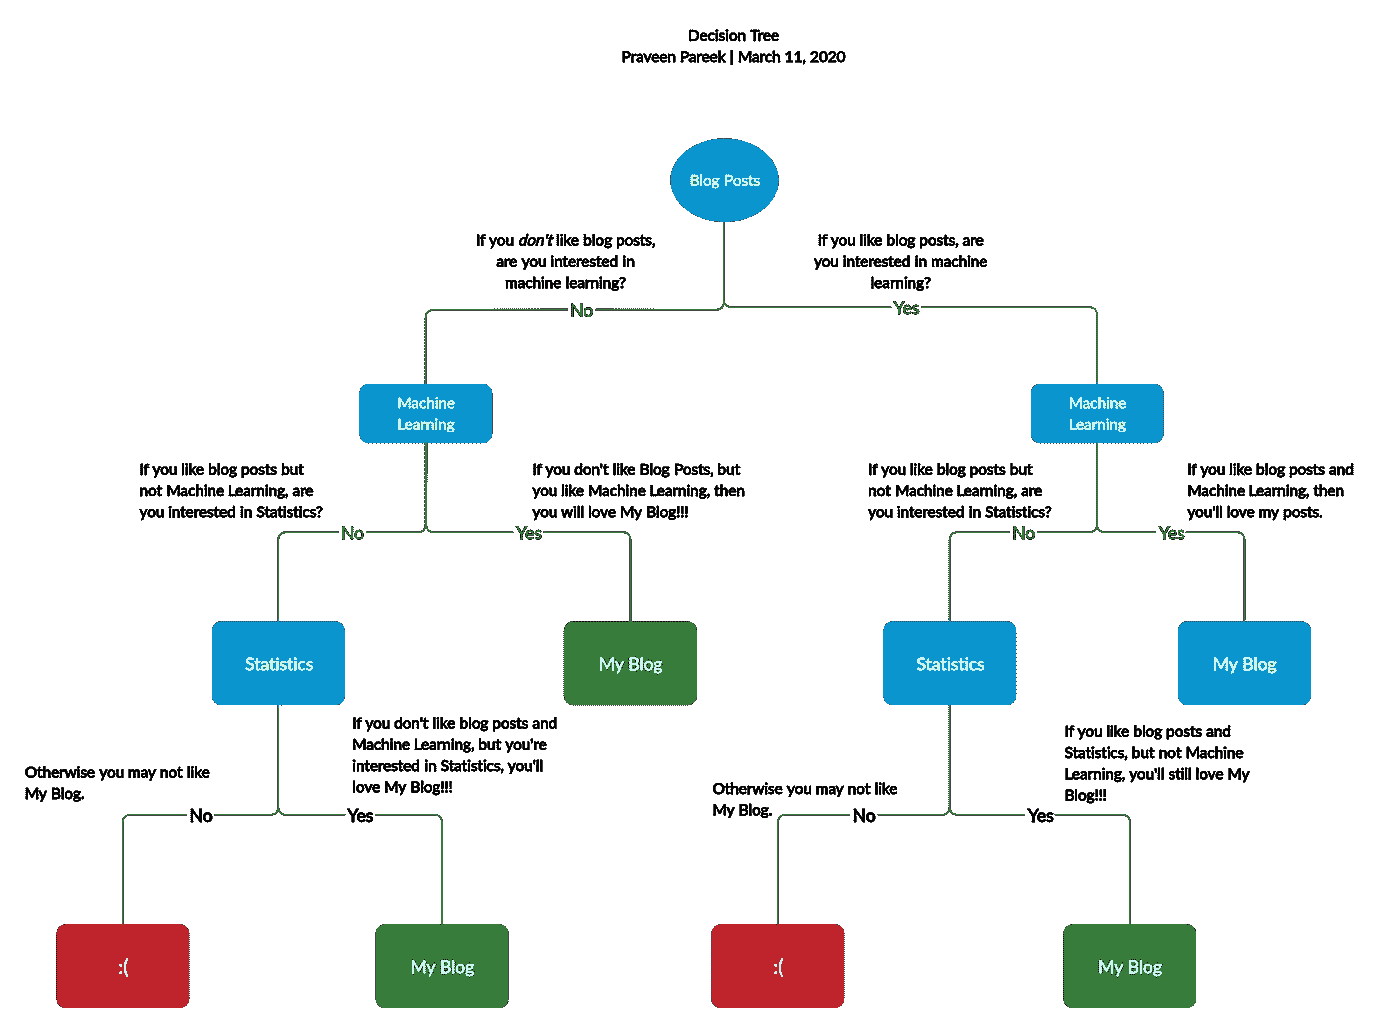 Decision Tree
Praveen Pareek | March 11, 2020
Blog Posts
If you don't like blog posts,
are you interested in
machine learning?
If you like blog posts, are
you interested in machine
learning?
No
Yes
Machine
Learning
Machine
Learning
If you like blog posts but
not Machine Learning, are
you interested in Statistics?
If you don't like Blog Posts, but
you like Machine Learning, then
you will love My Blog!!!
If you like blog posts but
not Machine Learning, are
you interested in Statistics?
If you like blog posts and
Machine Learning, then
you'll love my posts.
No
Yes
No
Yes
Statistics
My Blog
Statistics
My Blog
Otherwise you may not like
My Blog.
If you don't like blog posts and
Machine Learning, but you're
interested in Statistics, you'll
love My Blog!!!
Otherwise you may not like
My Blog.
If you like blog posts and
Statistics, but not Machine
Learning, you'll still love My
Blog!!!
No
Yes
No
Yes
:(
My Blog
:(
My Blog